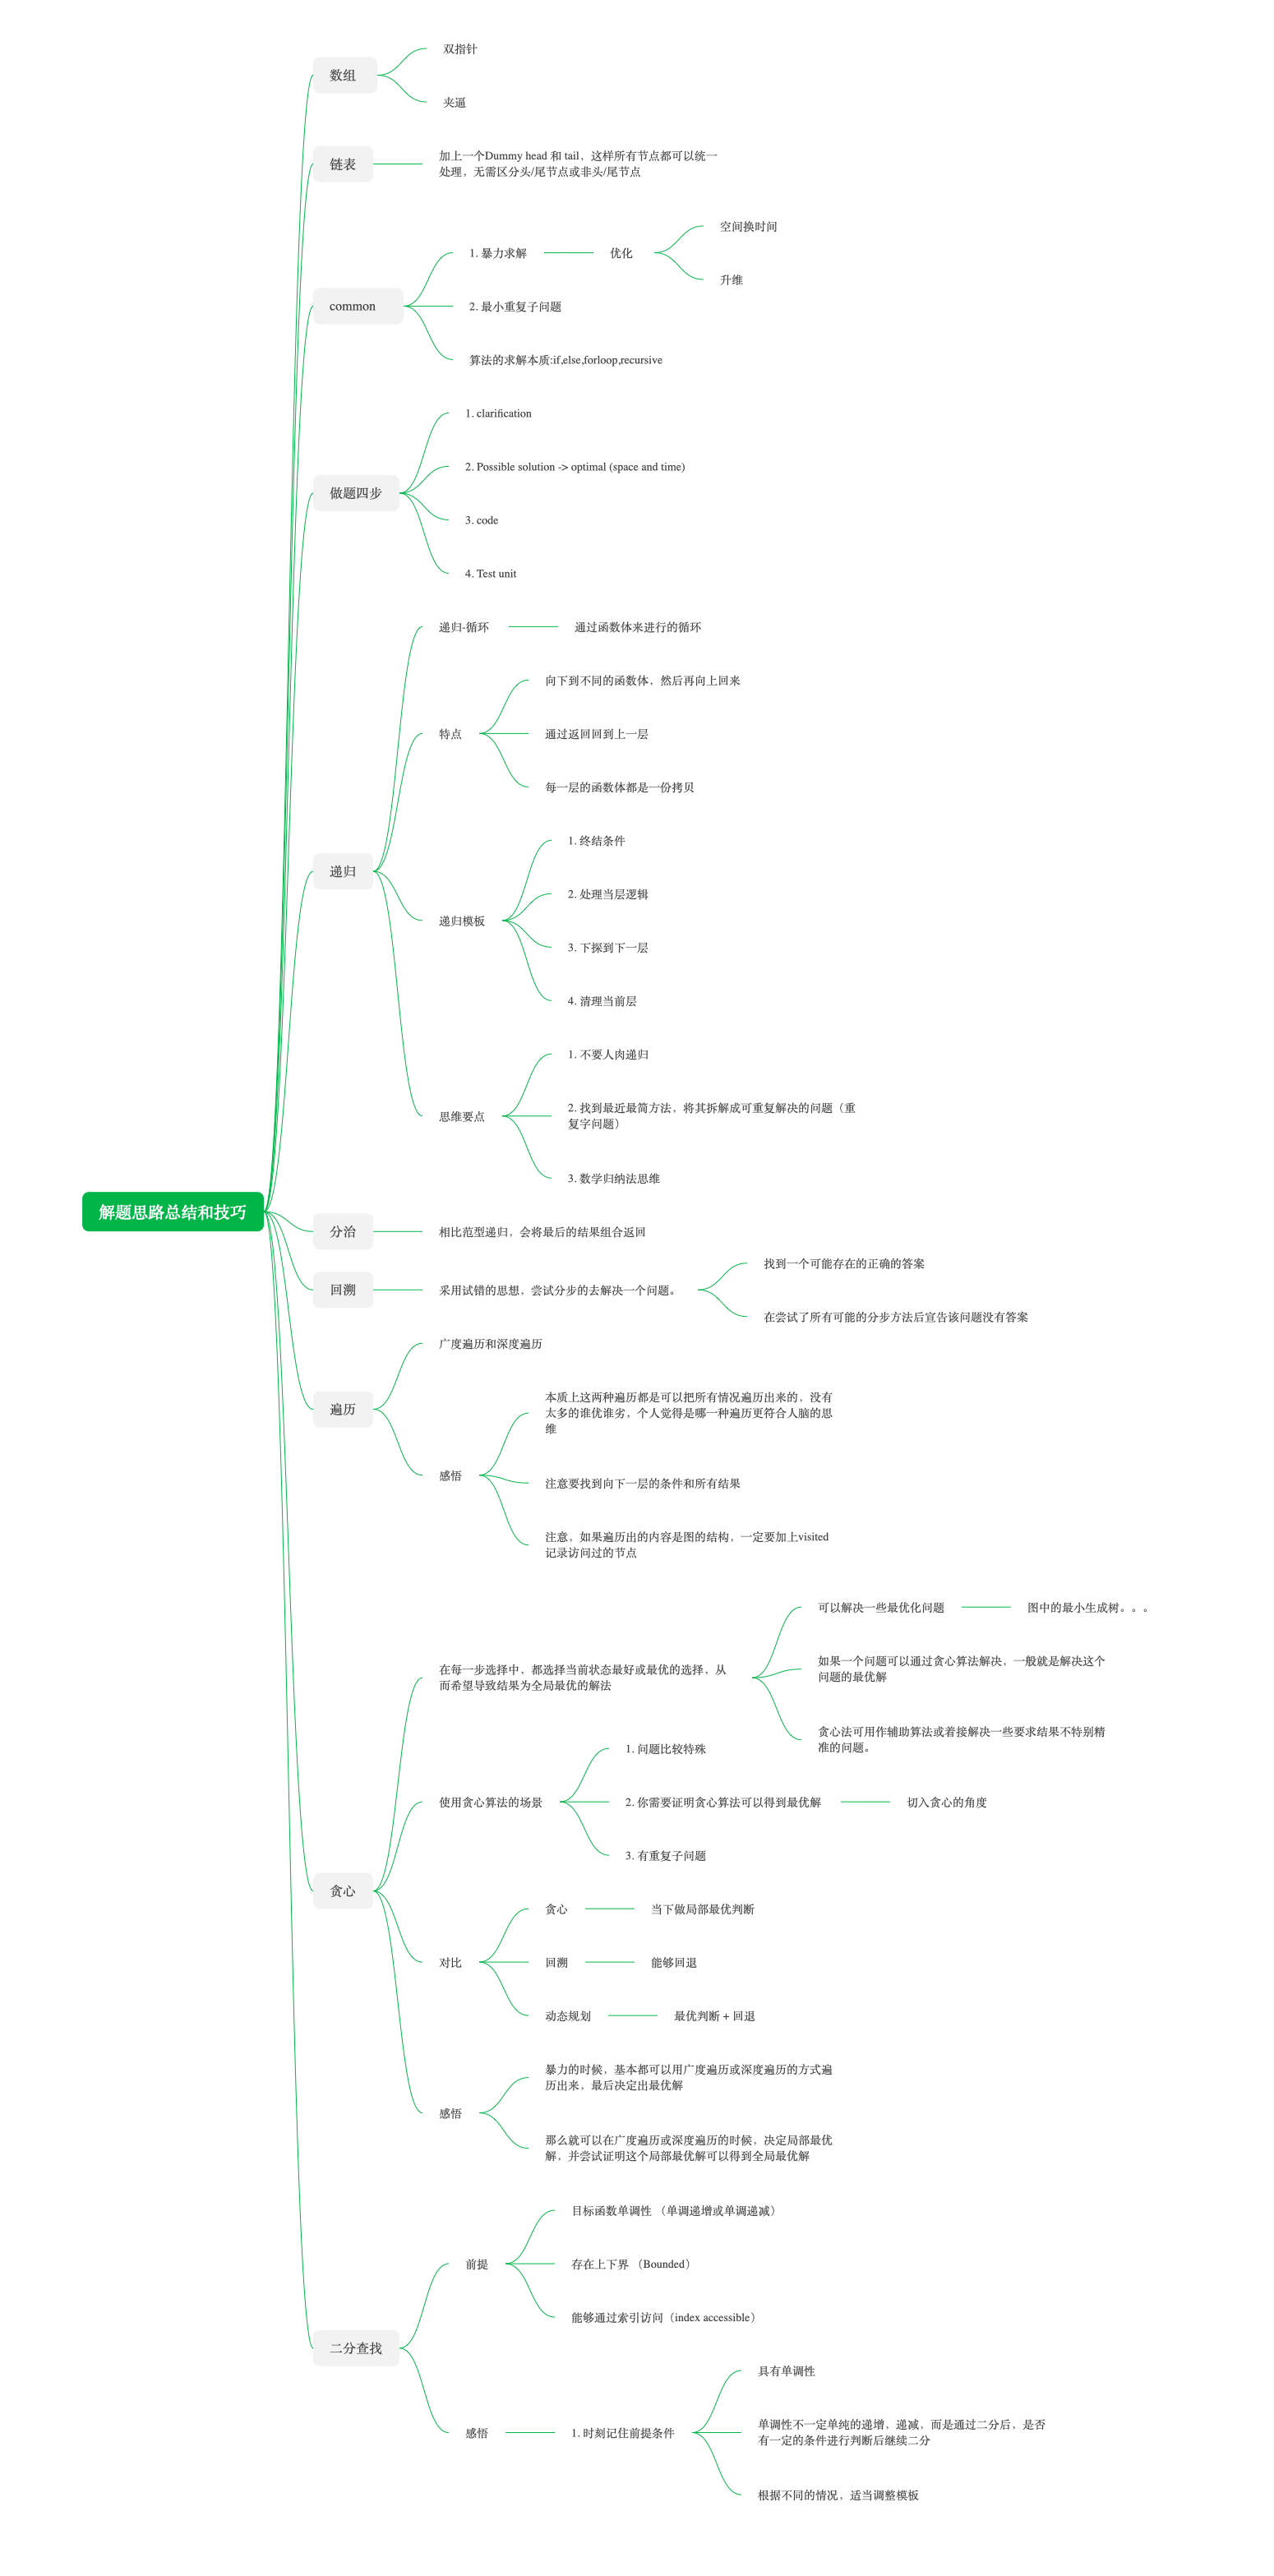 双指针
数组
夹逼
加上一个Dummy head 和 tail，这样所有节点都可以统一
链表
处理，无需区分头/尾节点或非头/尾节点
空间换时间
1. 暴力求解
优化
升维
common
2. 最小重复子问题
算法的求解本质:if,else,forloop,recursive
1. clarification
2. Possible solution -> optimal (space and time)
做题四步
3. code
4. Test unit
递归-循环
通过函数体来进行的循环
向下到不同的函数体，然后再向上回来
特点
通过返回回到上一层
每一层的函数体都是一份拷贝
1. 终结条件
递归
2. 处理当层逻辑
递归模板
3. 下探到下一层
4. 清理当前层
1. 不要人肉递归
思维要点
2. 找到最近最简方法，将其拆解成可重复解决的问题（重
复字问题）
3. 数学归纳法思维
解题思路总结和技巧
分治
相比范型递归，会将最后的结果组合返回
找到一个可能存在的正确的答案
回溯
采用试错的思想，尝试分步的去解决一个问题。
在尝试了所有可能的分步方法后宣告该问题没有答案
广度遍历和深度遍历
遍历
本质上这两种遍历都是可以把所有情况遍历出来的，没有
太多的谁优谁劣，个人觉得是哪一种遍历更符合人脑的思
维
感悟
注意要找到向下一层的条件和所有结果
注意，如果遍历出的内容是图的结构，一定要加上visited
记录访问过的节点
可以解决一些最优化问题
图中的最小生成树。。。
在每一步选择中，都选择当前状态最好或最优的选择，从
而希望导致结果为全局最优的解法
如果一个问题可以通过贪心算法解决，一般就是解决这个
问题的最优解
贪心法可用作辅助算法或着接解决一些要求结果不特别精
准的问题。
1. 问题比较特殊
使用贪心算法的场景
2. 你需要证明贪心算法可以得到最优解
切入贪心的角度
3. 有重复子问题
贪心
贪心
当下做局部最优判断
对比
回溯
能够回退
动态规划
最优判断 + 回退
暴力的时候，基本都可以用广度遍历或深度遍历的方式遍
历出来，最后决定出最优解
感悟
那么就可以在广度遍历或深度遍历的时候，决定局部最优
解，并尝试证明这个局部最优解可以得到全局最优解
目标函数单调性 （单调递增或单调递减）
前提
存在上下界 （Bounded）
能够通过索引访问（index accessible）
二分查找
具有单调性
感悟
1. 时刻记住前提条件
单调性不一定单纯的递增，递减，而是通过二分后，是否
有一定的条件进行判断后继续二分
根据不同的情况，适当调整模板